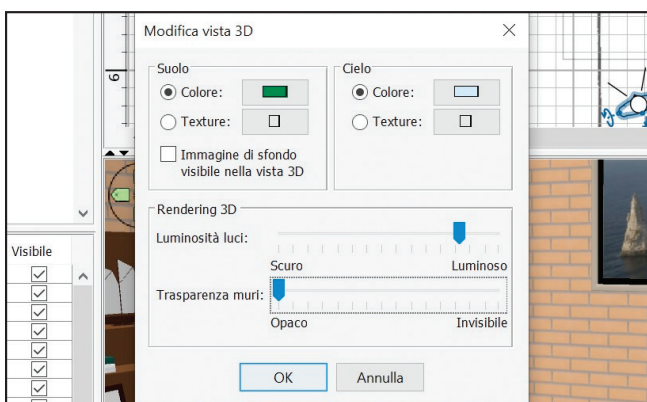 Modifica vista 3D
Suolo
Colore:
Texture:
Immagine di sfondo
visibile nella vista 3D
Cielo
Colore:
Texture:
Rendering 3D
Luminosità luci:
Scuro Luminoso
Trasparenza muri:
Opaco Invisibile
OK Annulla
Visibile
6